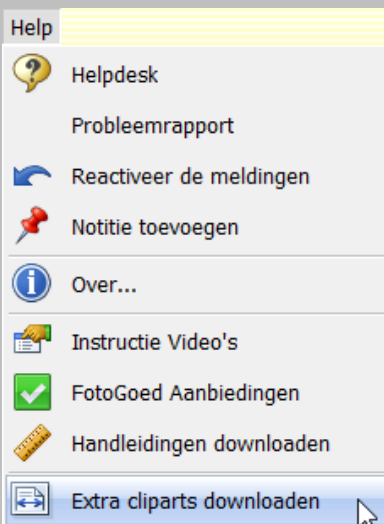 Help
Helpdesk
Probleemrapport
Reactiveer de meldingen
Notitie toevoegen
Over...
Instructie Video's
FotoGoed Aanbiedingen
Handleidingen downloaden
Extra cliparts downloaden